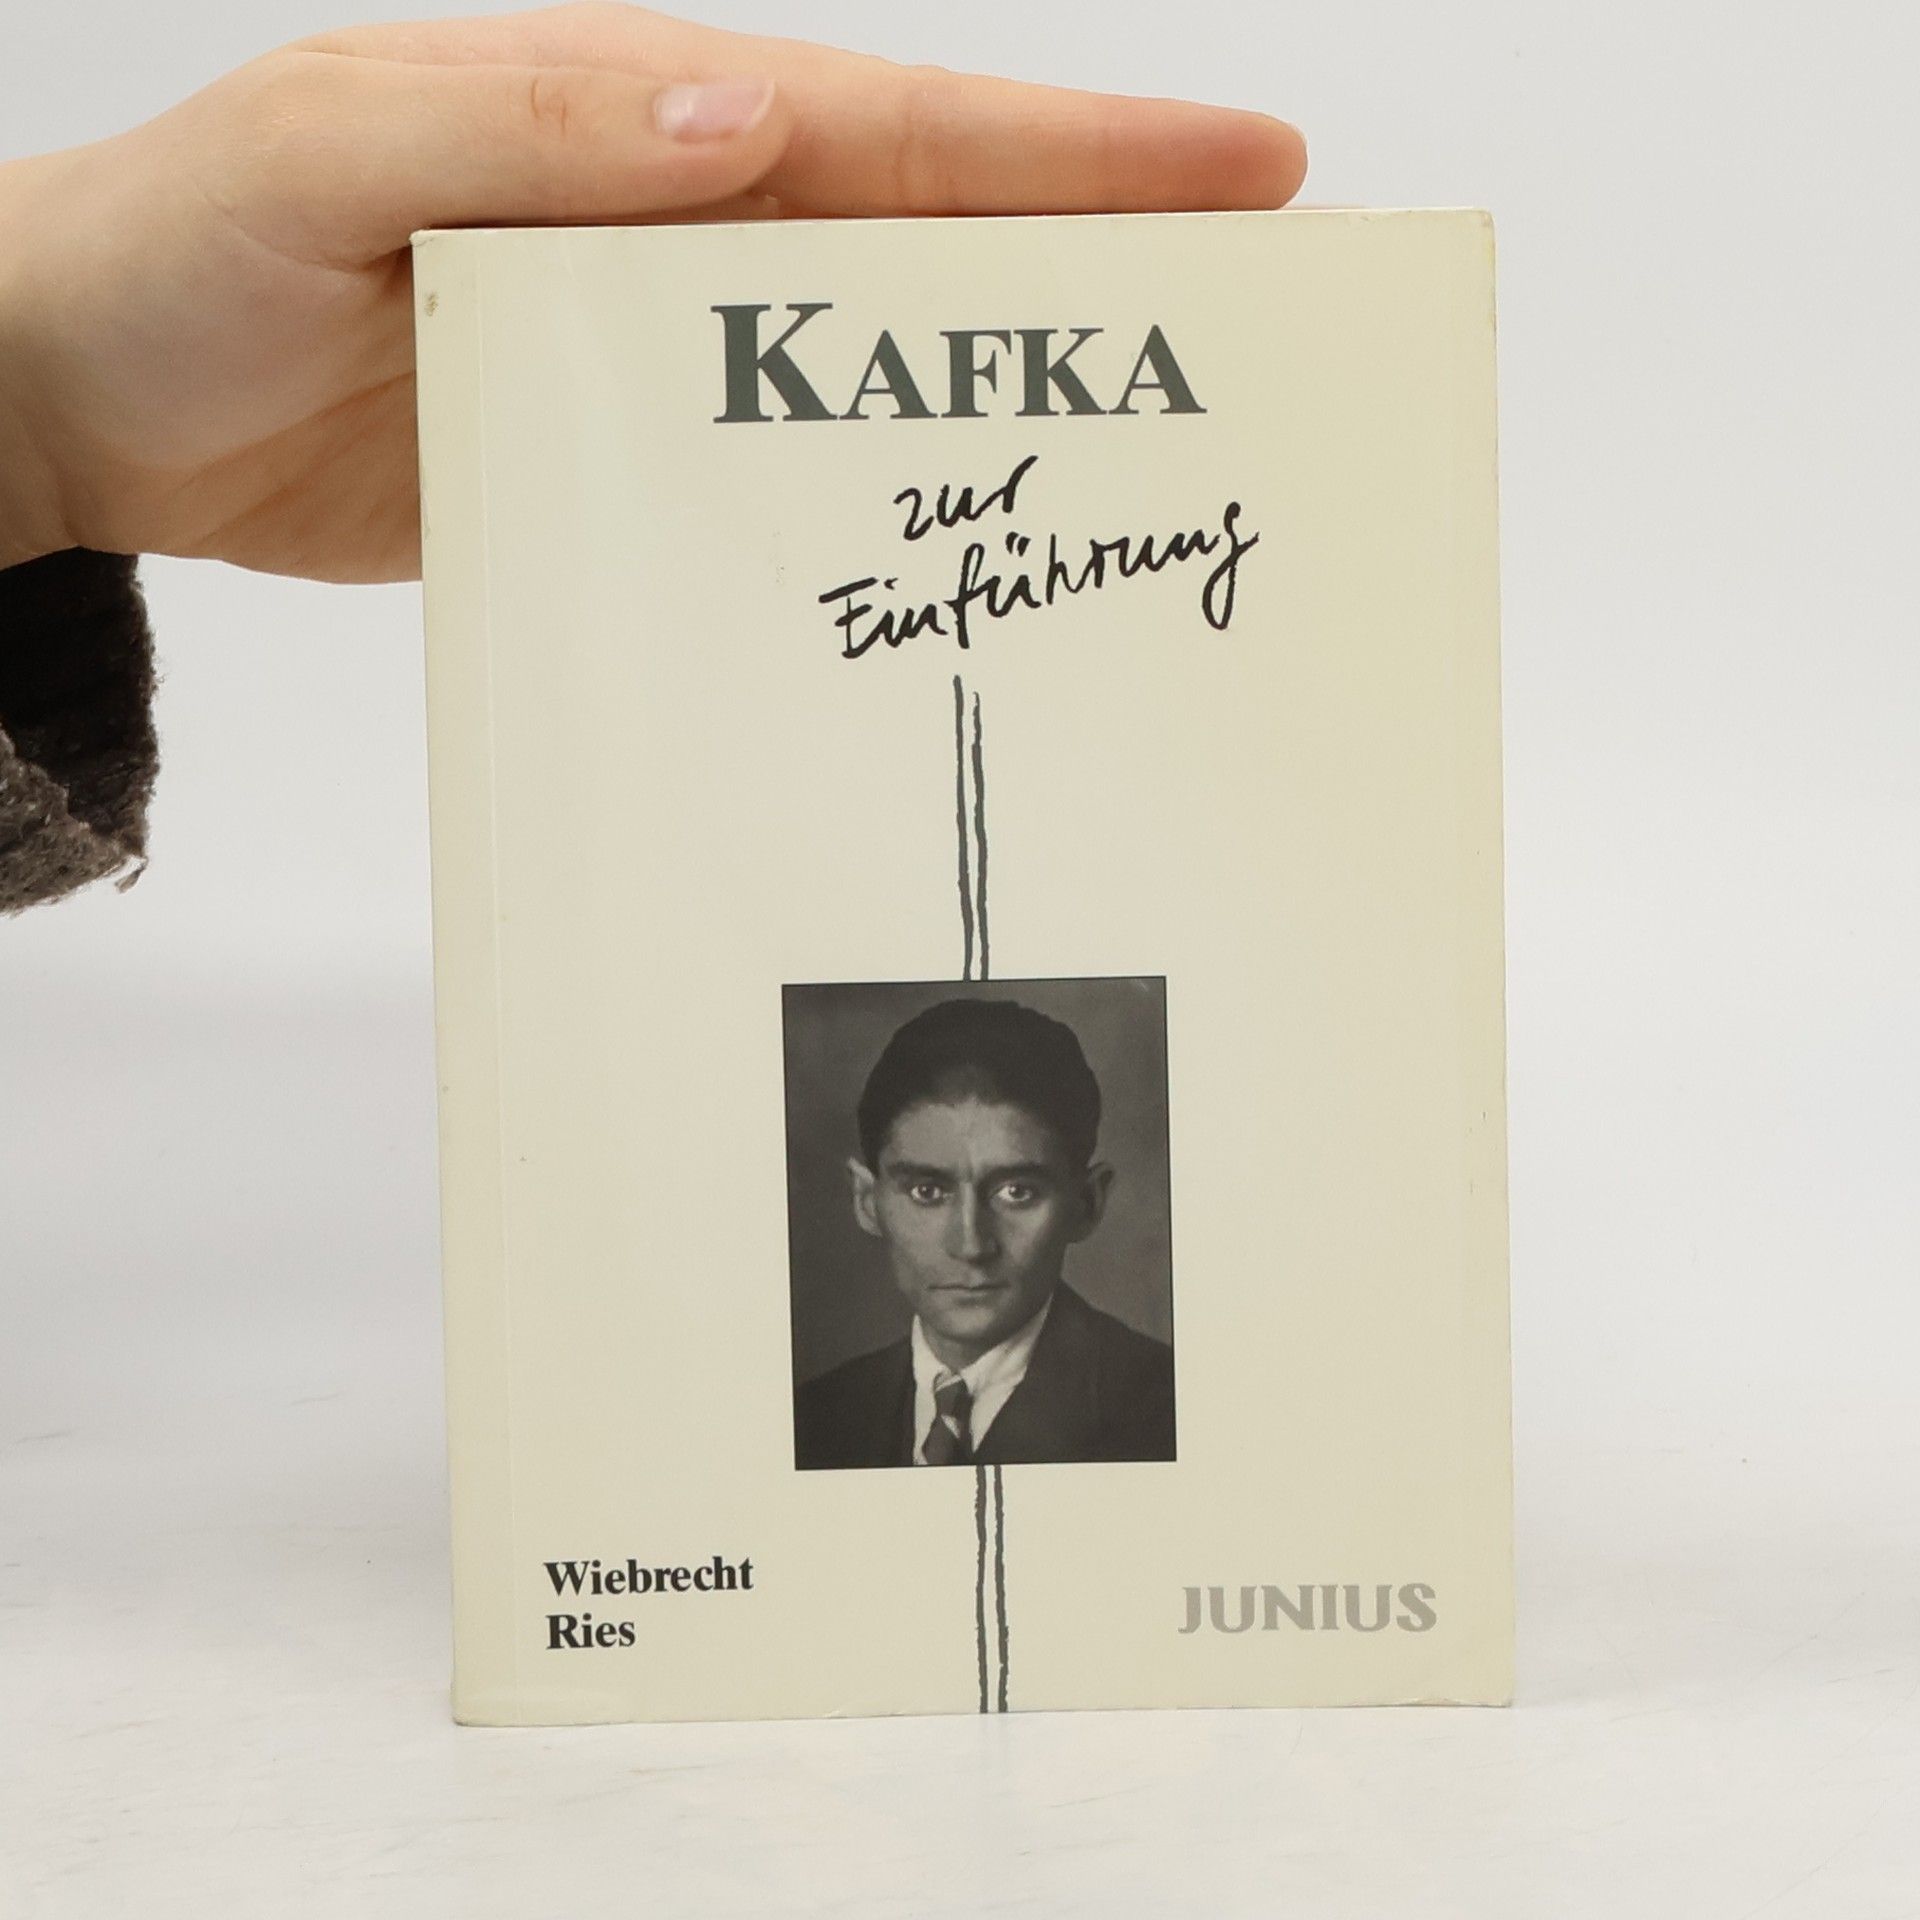 KAFKA
zur
Einführung
Wiebrecht
Ries
JUNIUS